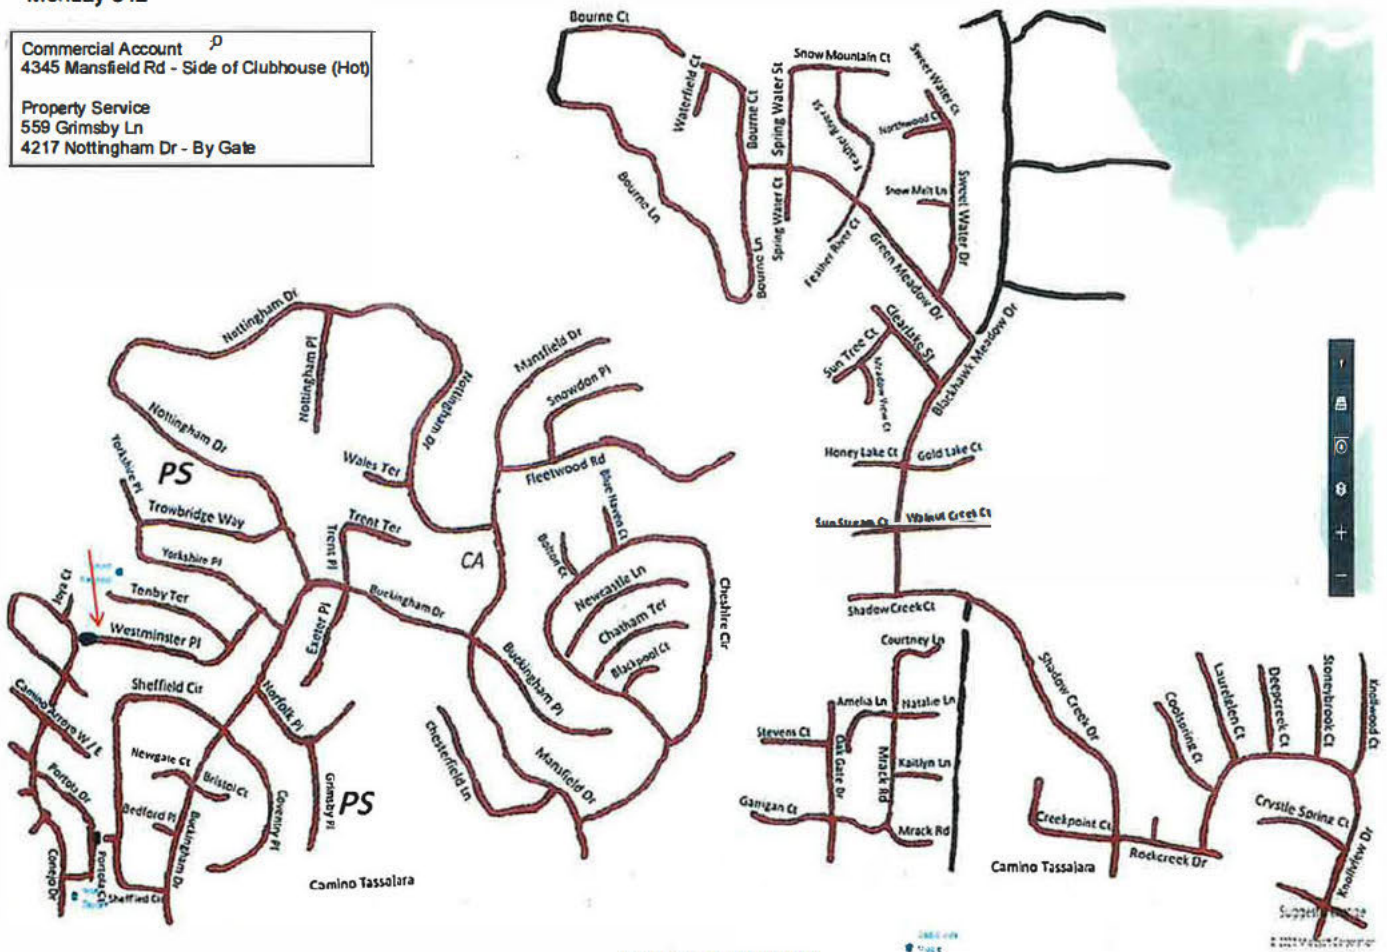 Commercial Account
4345 Mansfield Rd - Side of Clubhouse (Hot)
Property Service
559 Grimsby Ln
4217 Nottingham Dr - By Gate
Bourne Ct
Waterfield Ct
Bourne Ct
Spring Water St
Snow Mountain Ct
Feather River St
Sweet Water Ct
Northwood Ct
Snow Melt Ln
Sweet Water Dr
Bourne Ln
Bourne Ln
Spring Water Ct
Feather River Ct
Green Meadow Dr
Clearlake St
Sun Tree Ct
Meadow View Ct
Blackhawk Meadow Dr
Honey Lake Ct
Gold Lake Ct
Sun Stream Ct
Walnut Creek Ct
Shadow Creek Ct
Shadow Creek Dr
Nottingham Dr
Nottingham Pl
Nottingham Dr
Nottingham Dr
Mansfield Dr
Snowdon Pl
Fleetwood Rd
Wales Ter
Yorkshire Pl
PS
Trowbridge Way
Trent Ter
Trent Pl
CA
Blue Haven Ct
Bolton Ct
Newcastle Ln
Chatham Ter
Blackpool Ct
Cheshire Cir
Yorkshire Pl
Tenby Ter
Joya Ct
Westminster Pl
Buckingham Dr
Exeter Pl
Buckingham Pl
Sheffield Cir
Norfolk Pl
Camino Arroyo W / E
Newgate Ct
Bristol Ct
Portola Dr
Bedford Pl
Coventry Pl
Grimsby Pl
PS
Chesterfield Ln
Mansfield Dr
Buckingham Dr
Conejo Dr
Portola Ct
Sheffied Cir
Camino Tassajara
Courtney Ln
Amelia Ln
Natalie Ln
Stevens Ct
Oak Gate Dr
Mrack Rd
Kaitlyn Ln
Garrigan Ct
Mrack Rd
Creekpoint Ct
Camino Tassajara
Rockcreek Dr
Coolspring Ct
Laurelglen Ct
Deepcreek Ct
Stoneybrook Ct
Knollwood Ct
Crystle Spring Ct
Knollview Dr